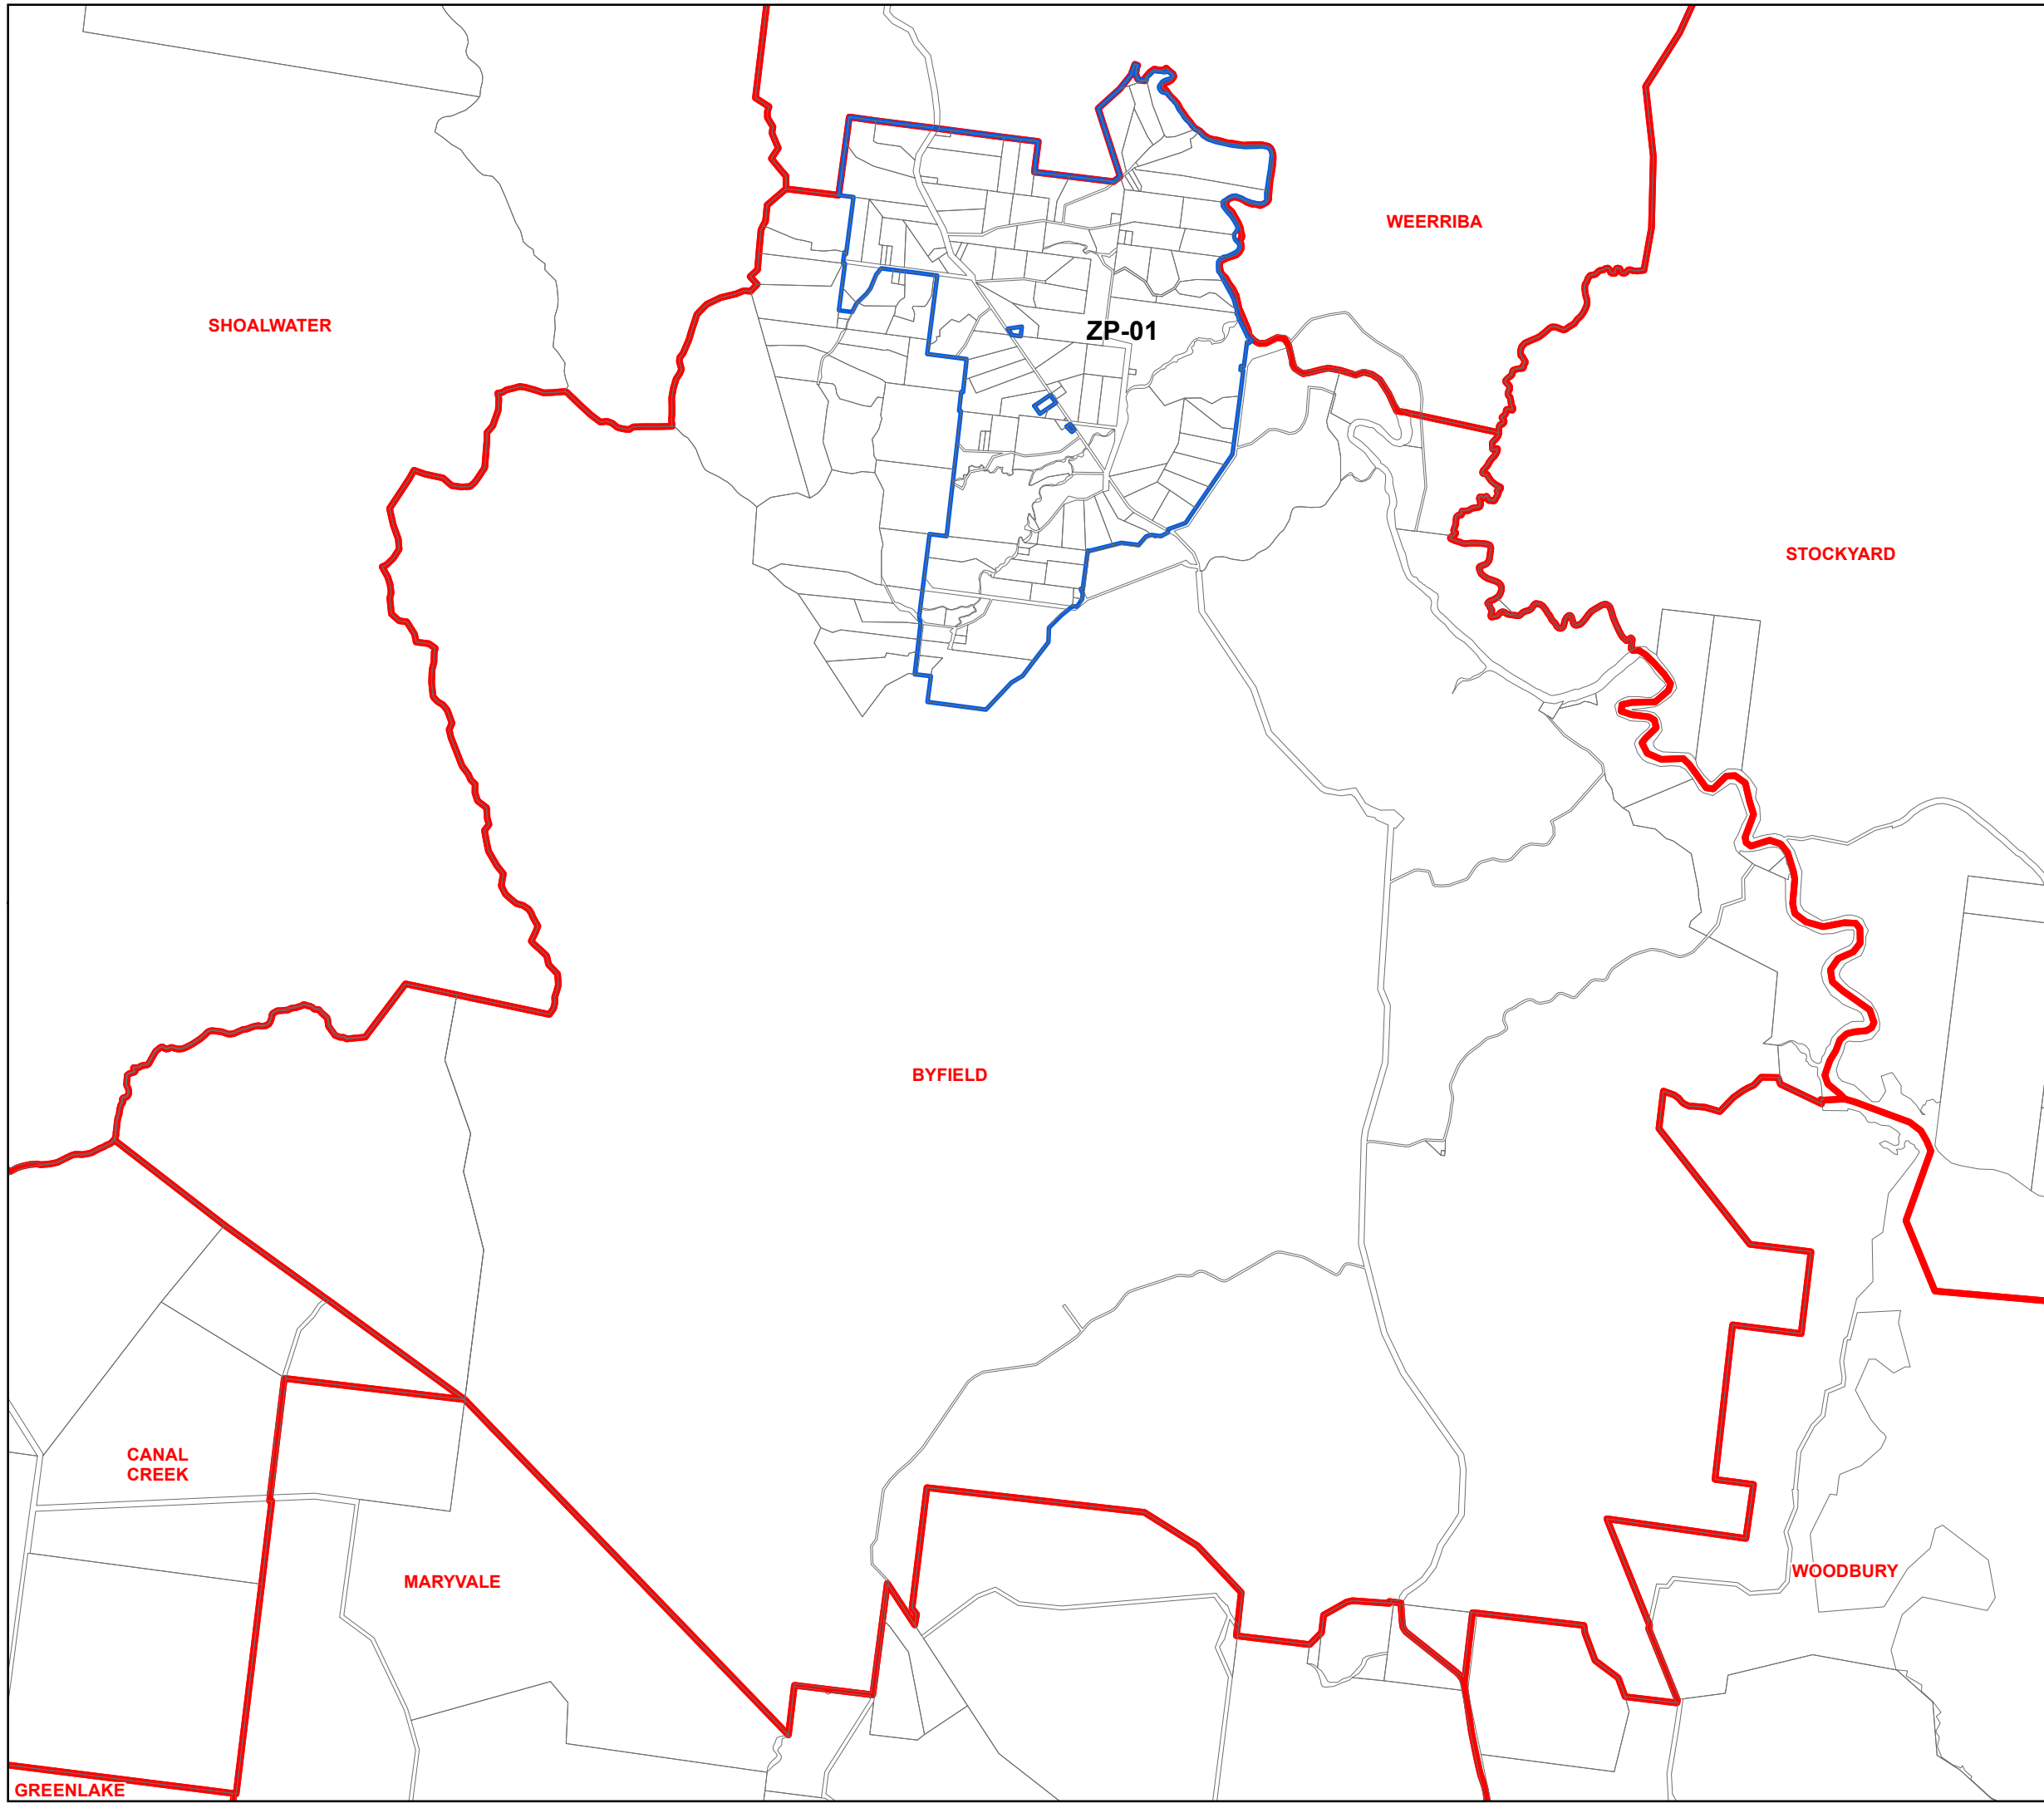 WEERRIBA
SHOALWATER
ZP-01
STOCKYARD
BYFIELD
CANAL
CREEK
WOODBURY
MARYVALE
GREENLAKE